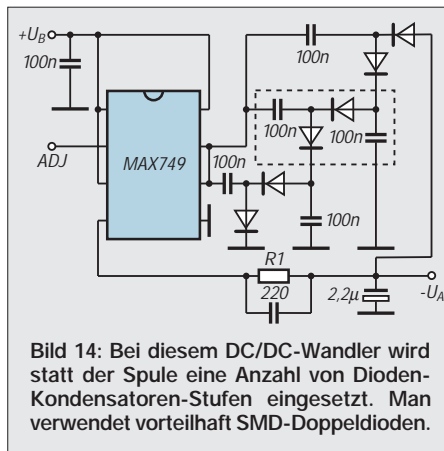 +U_B
100n
100n
100n
100n
ADJ
MAX749
100n
100n
R1
220
2,2µ
-U_A
Bild 14: Bei diesem DC/DC-Wandler wird
statt der Spule eine Anzahl von Dioden-
Kondensatoren-Stufen eingesetzt. Man
verwendet vorteilhaft SMD-Doppeldioden.